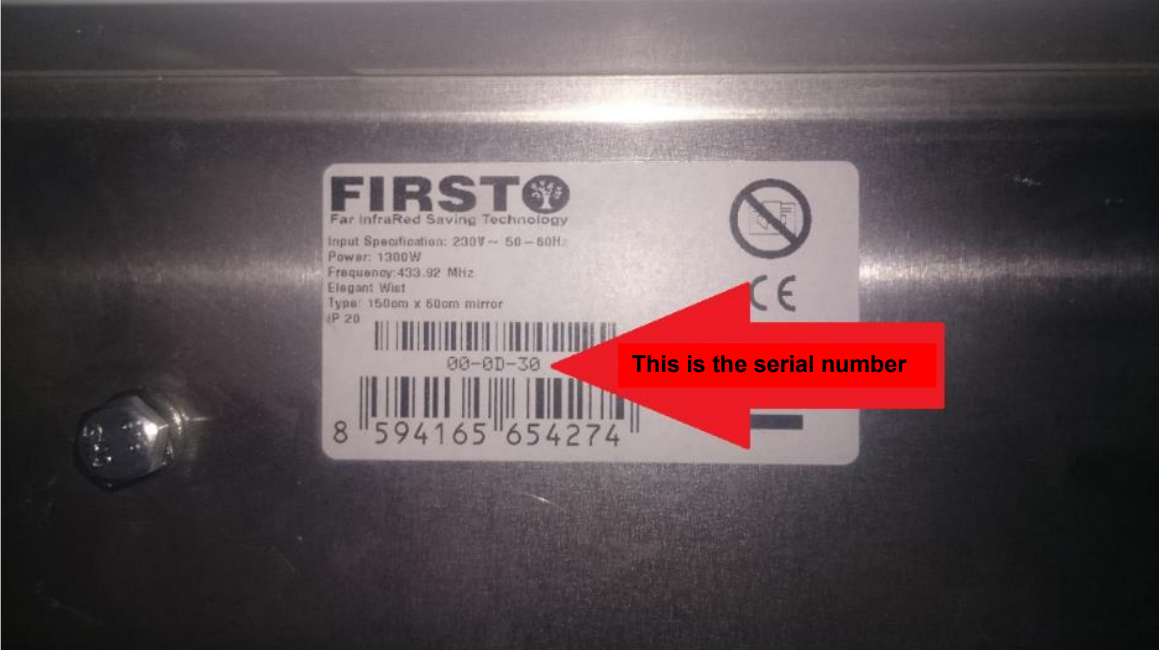 FIRST
Far InfraRed Saving Technology
Input Specification: 230V ~ 50-60Hz
Power: 1300W
Frequency:433.92 MHz
Elegant Wist
Type: 150cm x 60cm mirror
IP 20
CE
00-0D-30
This is the serial number
8 594165 654274